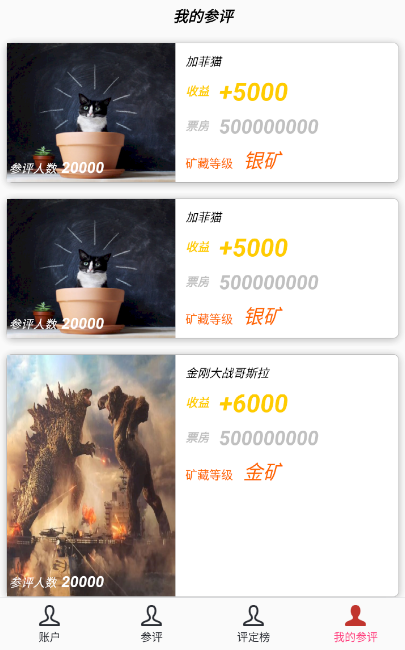 我的参评
加菲猫
收益 +5000
票房 500000000
矿藏等级 银矿
参评人数 20000
加菲猫
收益 +5000
票房 500000000
矿藏等级 银矿
参评人数 20000
金刚大战哥斯拉
收益 +6000
票房 500000000
矿藏等级 金矿
参评人数 20000
账户 参评 评定榜 我的参评